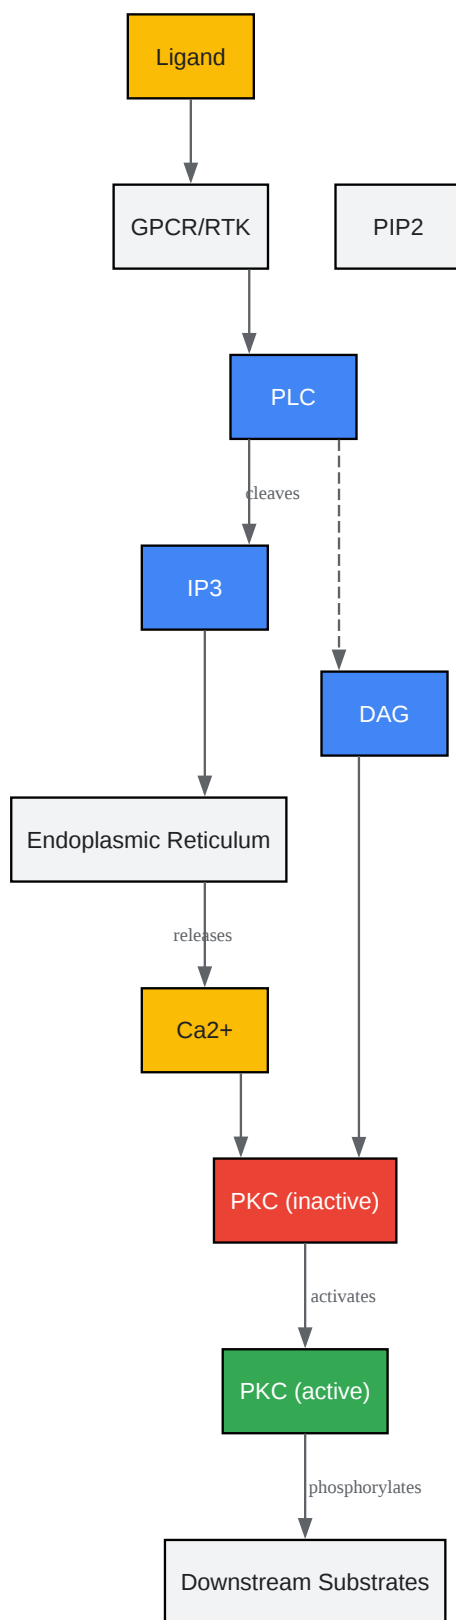 Ligand
GPCR/RTK
PIP2
PLC
cleaves
IP3
DAG
Endoplasmic Reticulum
releases
Ca2+
PKC (inactive)
activates
PKC (active)
phosphorylates
Downstream Substrates